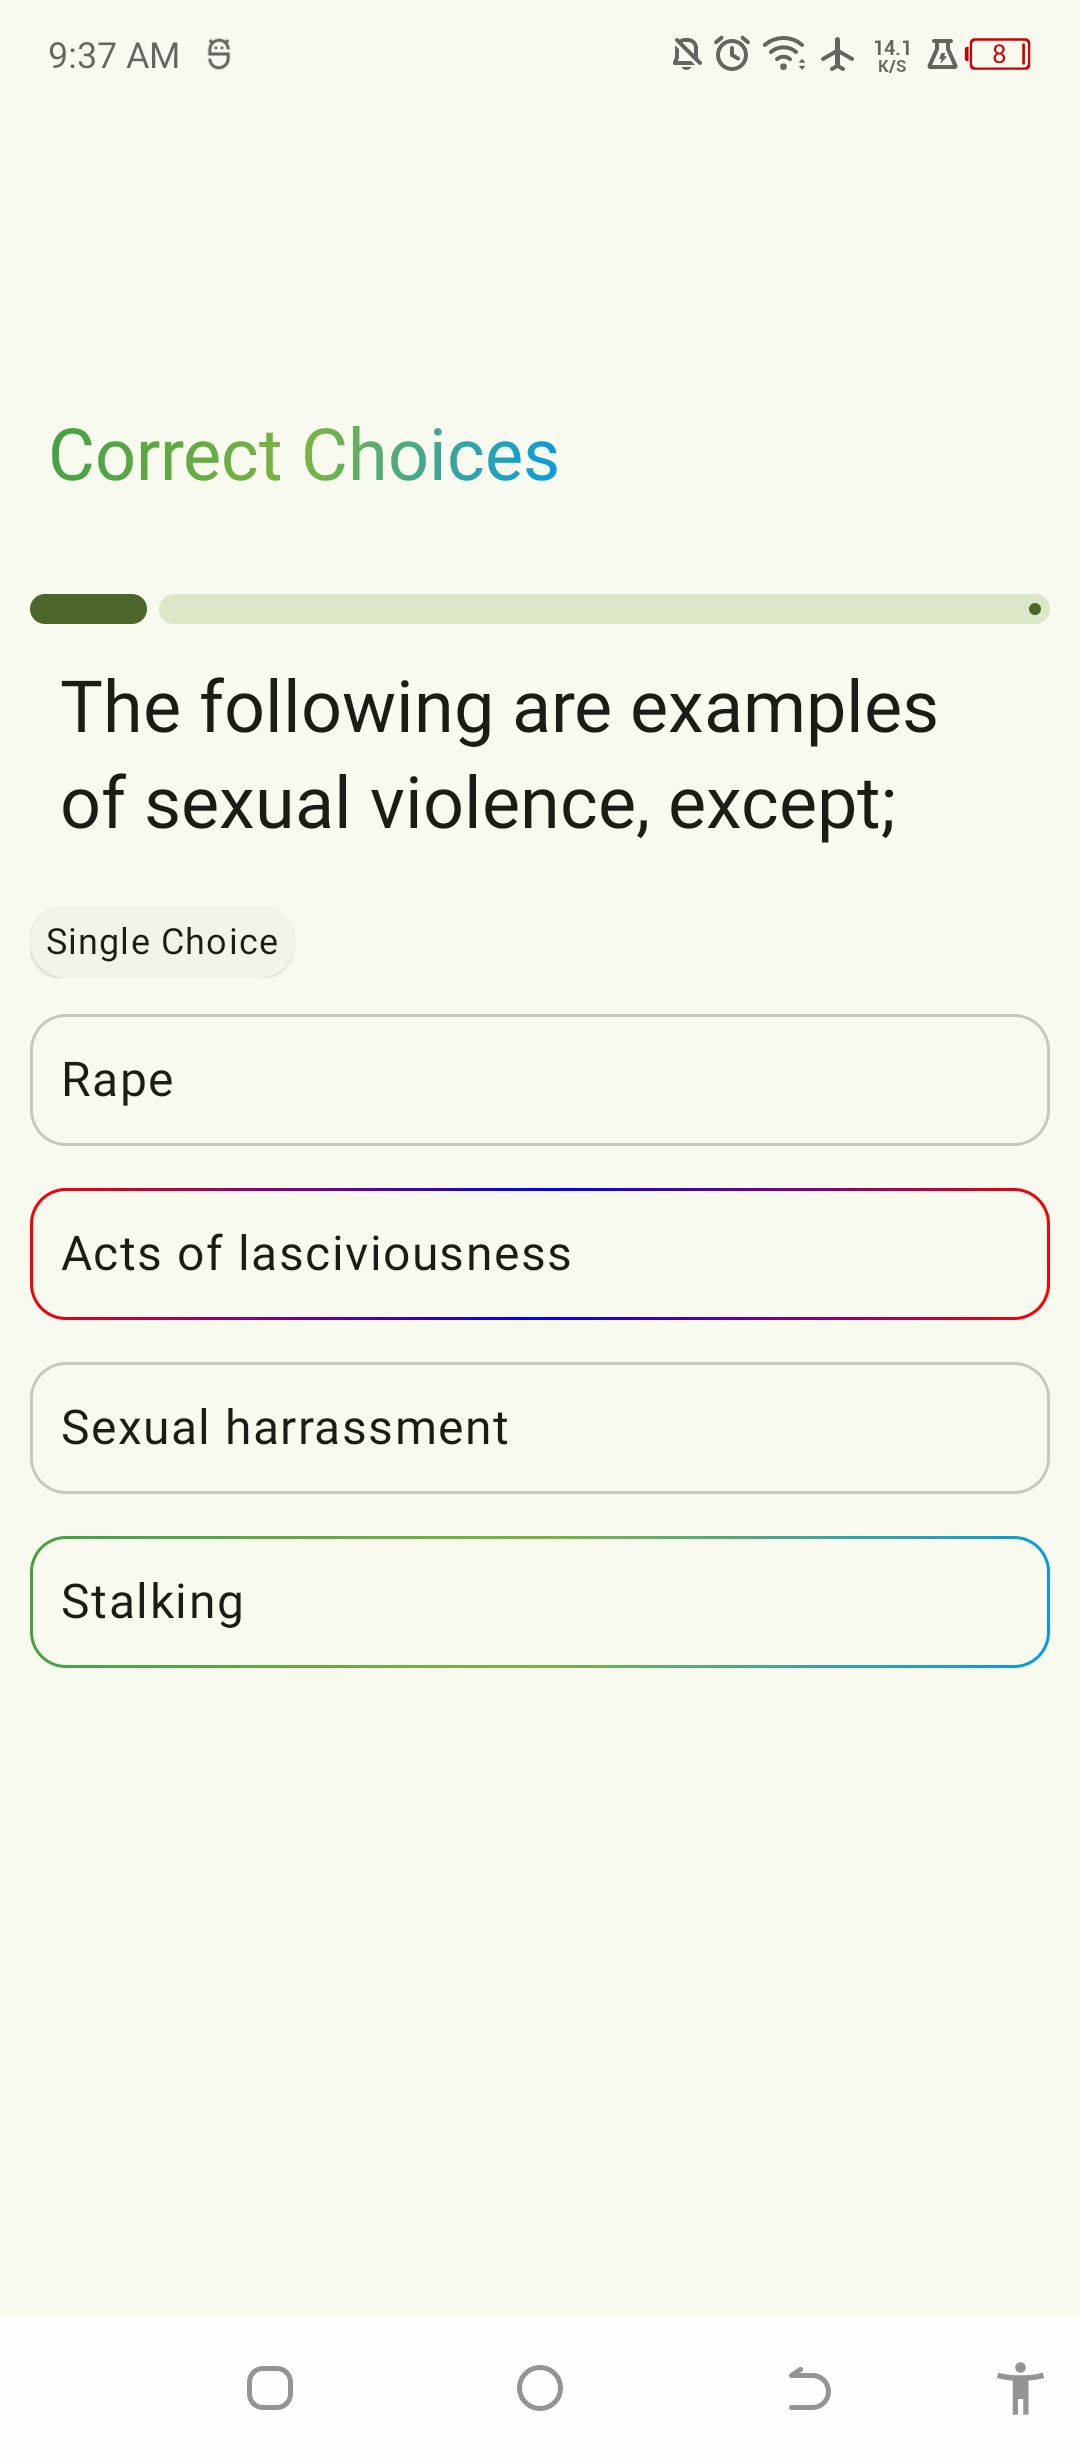 9:37 AM
14.1
K/S
8
Correct Choices
The following are examples
of sexual violence, except;
Single Choice
Rape
Acts of lasciviousness
Sexual harrassment
Stalking